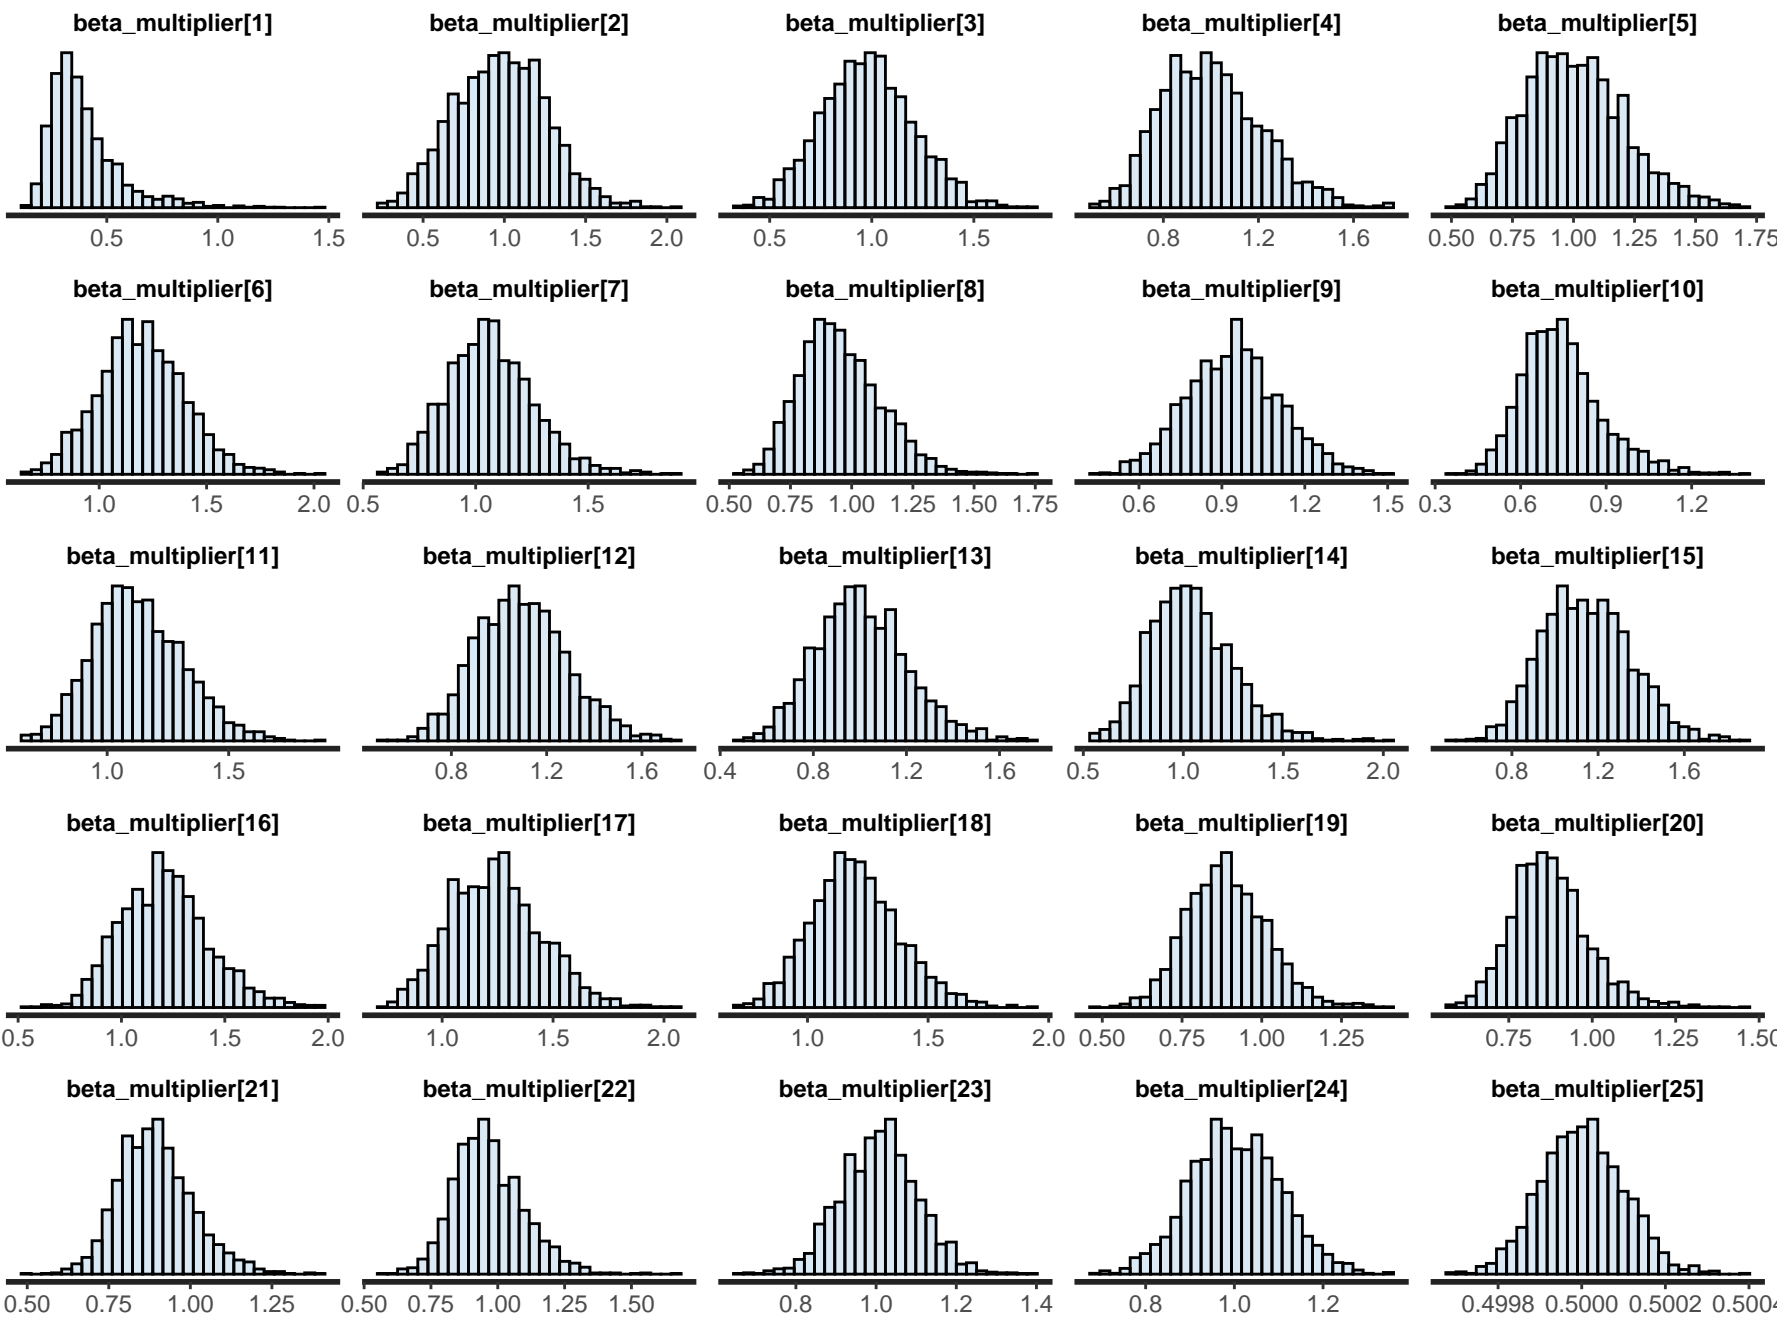 beta_multiplier[1] beta_multiplier[2] beta_multiplier[3] beta_multiplier[4] beta_multiplier[5]
0.5 1.0 1.5 0.5 1.0 1.5 2.0 0.5 1.0 1.5 0.8 1.2 1.6 0.50 0.75 1.00 1.25 1.50 1.75
beta_multiplier[6] beta_multiplier[7] beta_multiplier[8] beta_multiplier[9] beta_multiplier[10]
1.0 1.5 2.0 0.5 1.0 1.5 0.50 0.75 1.00 1.25 1.50 1.75 0.6 0.9 1.2 1.5 0.3 0.6 0.9 1.2
beta_multiplier[11] beta_multiplier[12] beta_multiplier[13] beta_multiplier[14] beta_multiplier[15]
1.0 1.5 0.8 1.2 1.6 0.4 0.8 1.2 1.6 0.5 1.0 1.5 2.0 0.8 1.2 1.6
beta_multiplier[16] beta_multiplier[17] beta_multiplier[18] beta_multiplier[19] beta_multiplier[20]
0.5 1.0 1.5 2.0 1.0 1.5 2.0 1.0 1.5 2.0 0.50 0.75 1.00 1.25 0.75 1.00 1.25 1.50
beta_multiplier[21] beta_multiplier[22] beta_multiplier[23] beta_multiplier[24] beta_multiplier[25]
0.50 0.75 1.00 1.25 0.50 0.75 1.00 1.25 1.50 0.8 1.0 1.2 1.4 0.8 1.0 1.2 0.4998 0.5000 0.5002 0.5004